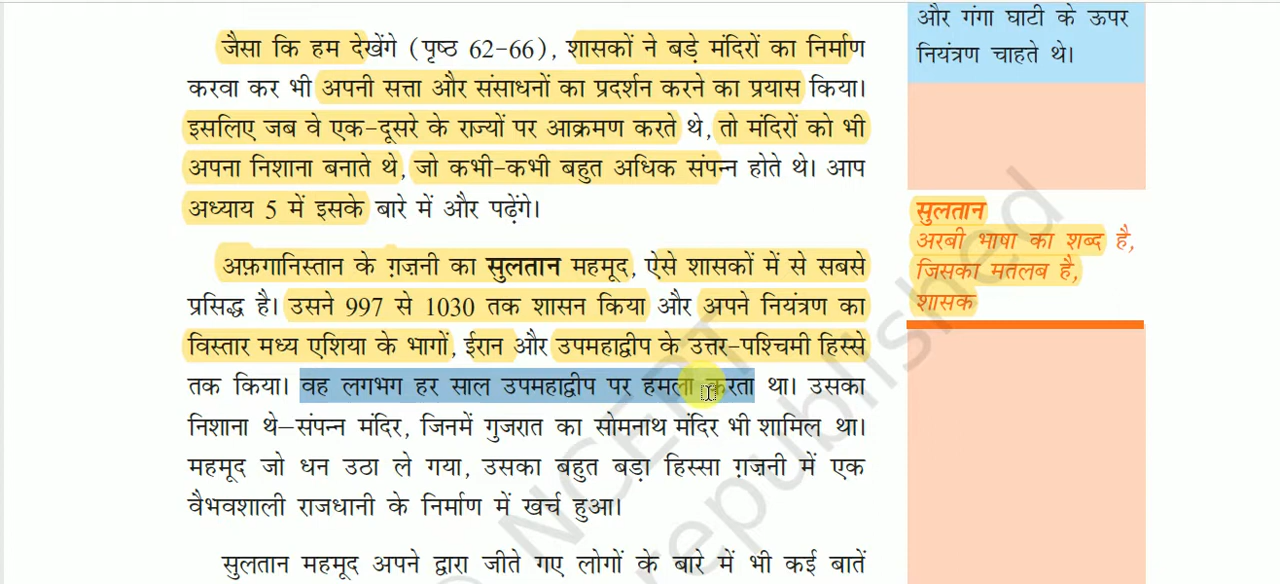 जैसा कि हम देखेंगे (पृष्ठ 62-66), शासकों ने बड़े मंदिरों का निर्माण
करवा कर भी अपनी सत्ता और संसाधनों का प्रदर्शन करने का प्रयास किया।
इसलिए जब वे एक-दूसरे के राज्यों पर आक्रमण करते थे, तो मंदिरों को भी
अपना निशाना बनाते थे, जो कभी-कभी बहुत अधिक संपन्न होते थे। आप
अध्याय 5 में इसके बारे में और पढ़ेंगे।
अफ़गानिस्तान के ग़ज़नी का सुलतान महमूद, ऐसे शासकों में से सबसे
प्रसिद्ध है। उसने 997 से 1030 तक शासन किया और अपने नियंत्रण का
विस्तार मध्य एशिया के भागों, ईरान और उपमहाद्वीप के उत्तर-पश्चिमी हिस्से
तक किया। वह लगभग हर साल उपमहाद्वीप पर हमला करता था। उसका
निशाना थे—संपन्न मंदिर, जिनमें गुजरात का सोमनाथ मंदिर भी शामिल था।
महमूद जो धन उठा ले गया, उसका बहुत बड़ा हिस्सा ग़ज़नी में एक
वैभवशाली राजधानी के निर्माण में खर्च हुआ।
सुलतान महमूद अपने द्वारा जीते गए लोगों के बारे में भी कई बातें
और गंगा घाटी के ऊपर
नियंत्रण चाहते थे।
सुलतान
अरबी भाषा का शब्द है,
जिसका मतलब है,
शासक
© NCERT
republished